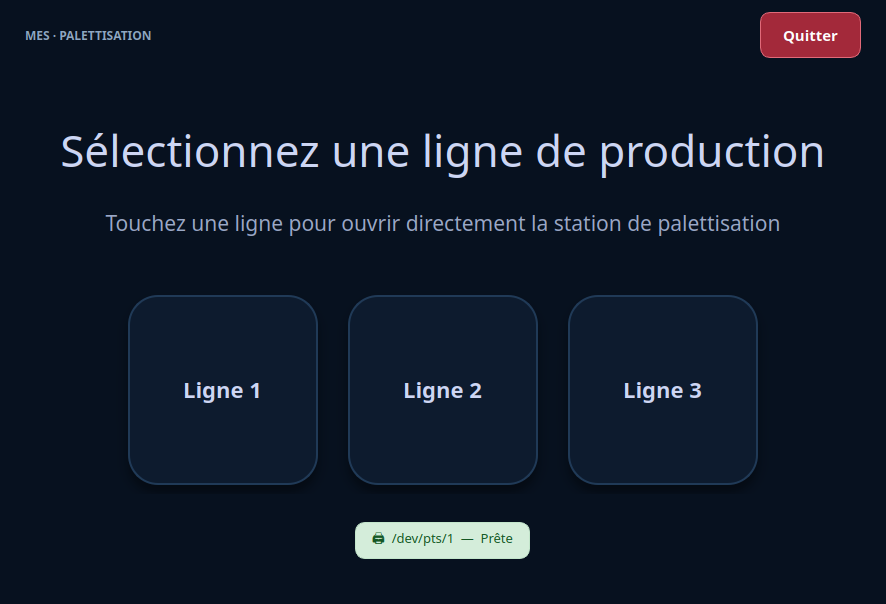 MES · PALETTISATION
Quitter
Sélectionnez une ligne de production
Touchez une ligne pour ouvrir directement la station de palettisation
Ligne 1
Ligne 2
Ligne 3
/dev/pts/1 — Prête